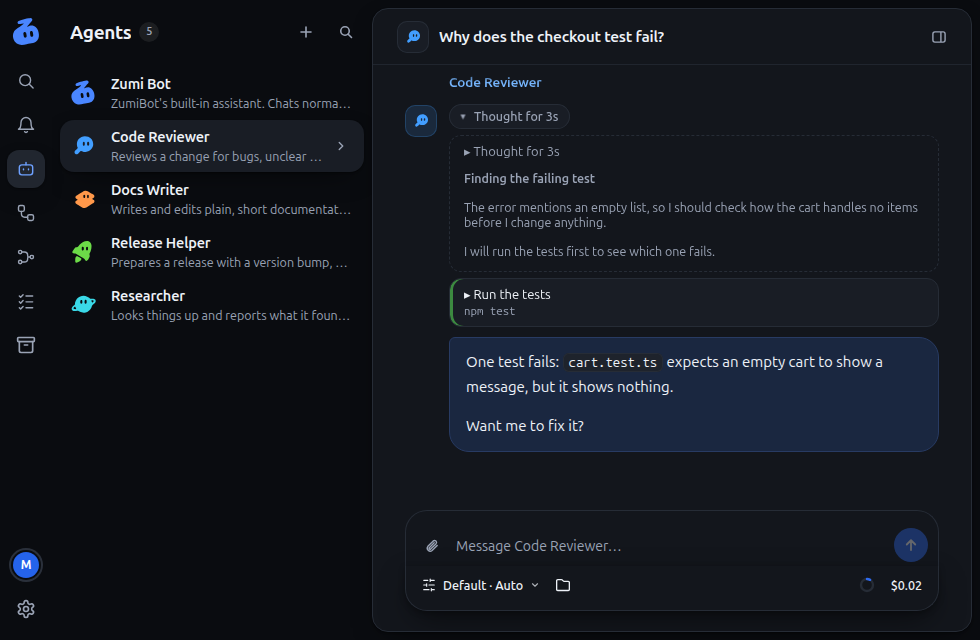 Agents 5
Zumi Bot
ZumiBot's built-in assistant. Chats norma…
Code Reviewer
Reviews a change for bugs, unclear …
Docs Writer
Writes and edits plain, short documentat…
Release Helper
Prepares a release with a version bump, …
Researcher
Looks things up and reports what it foun…
M
Why does the checkout test fail?
Code Reviewer
Thought for 3s
Thought for 3s
Finding the failing test
The error mentions an empty list, so I should check how the cart handles no items
before I change anything.
I will run the tests first to see which one fails.
Run the tests
npm test
One test fails: cart.test.ts expects an empty cart to show a
message, but it shows nothing.
Want me to fix it?
Message Code Reviewer…
Default · Auto
$0.02